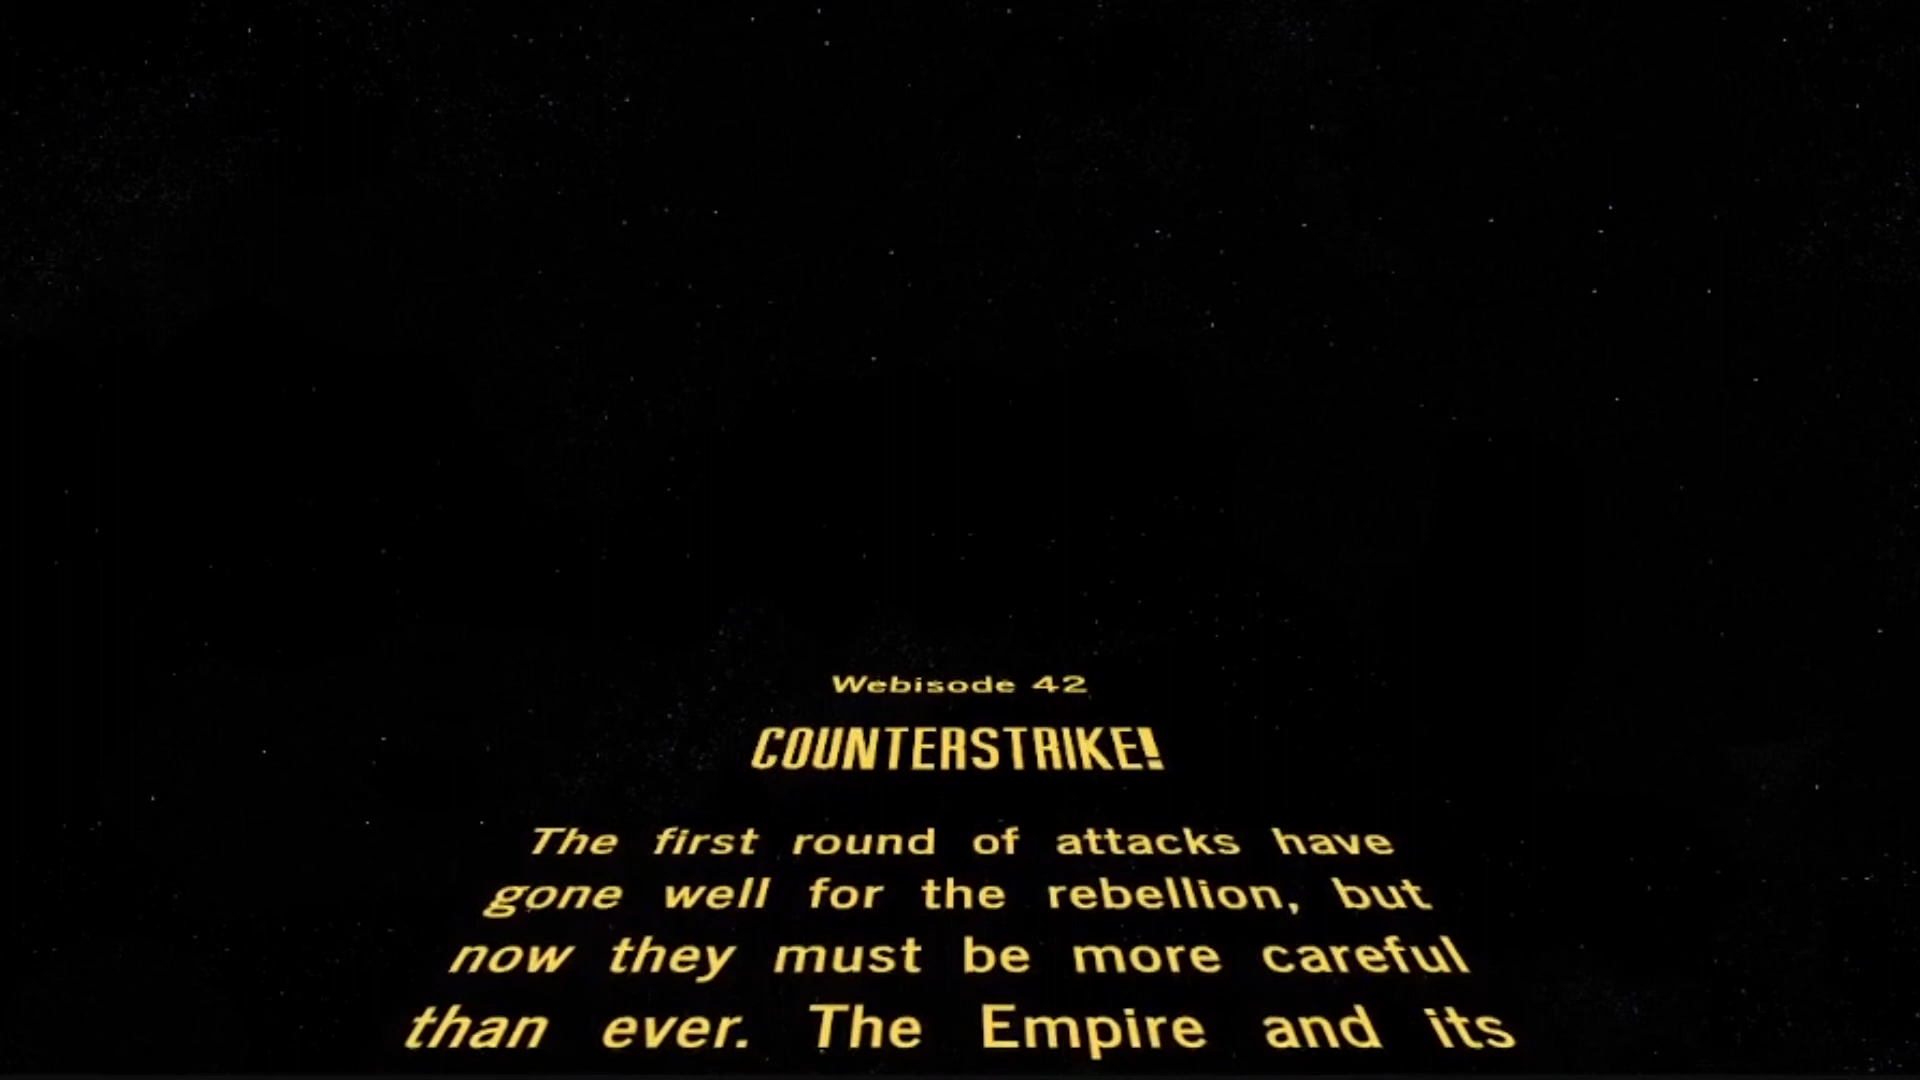 Webisode 42
COUNTERSTRIKE!
The first round of attacks have
gone well for the rebellion, but
now they must be more careful
than ever. The Empire and its